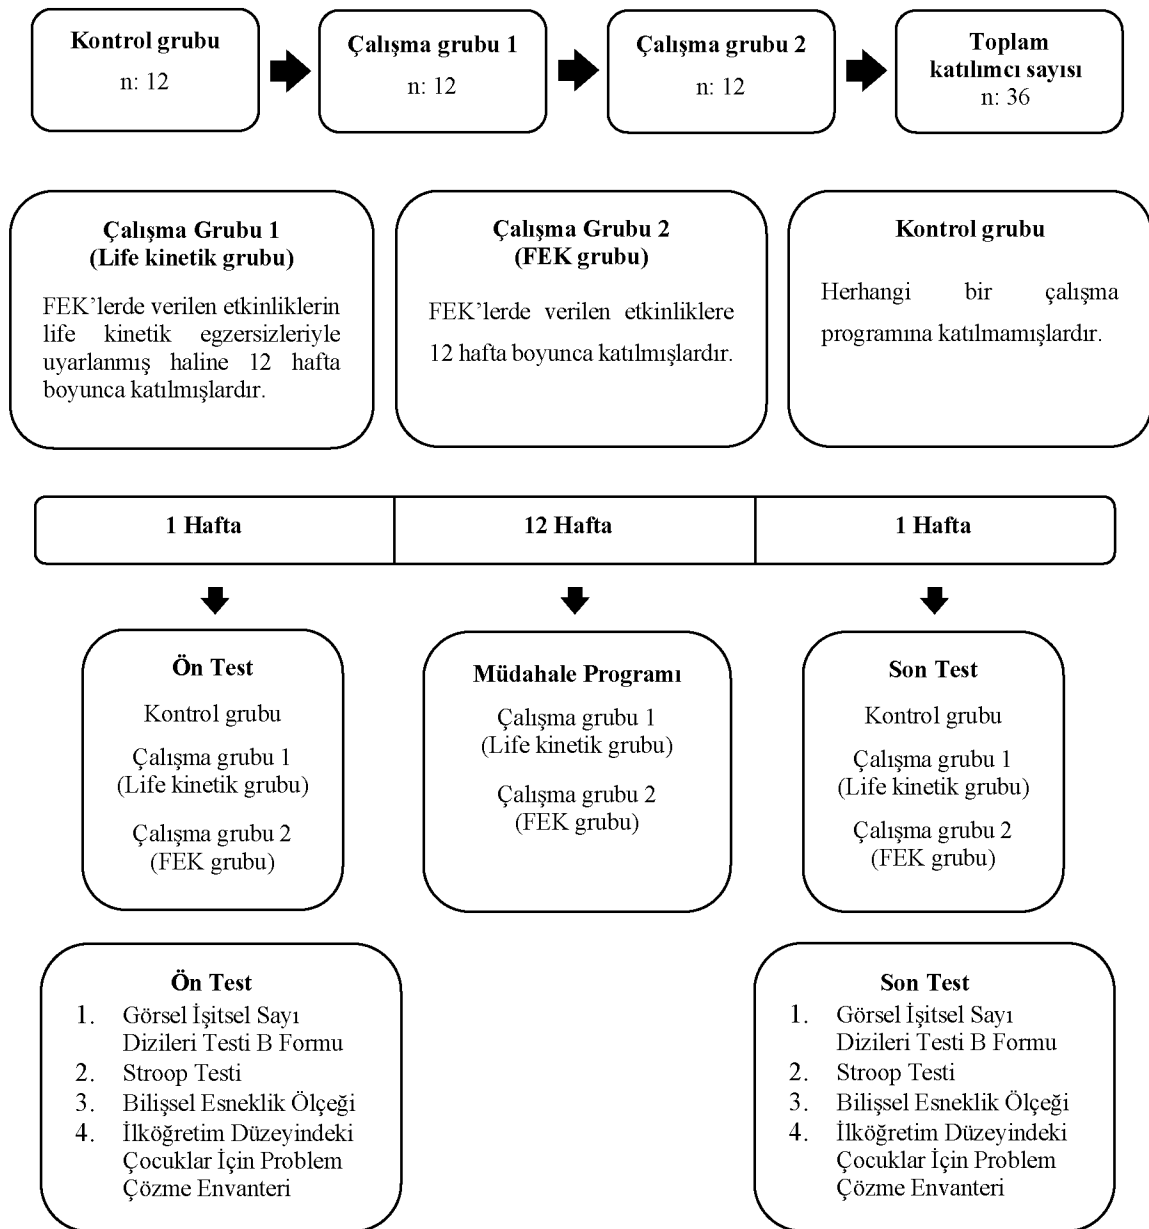 Kontrol grubu
n: 12
Çalışma grubu 1
n: 12
Çalışma grubu 2
n: 12
Toplam
katılımcı sayısı
n: 36
Çalışma Grubu 1
(Life kinetik grubu)
FEK’lerde verilen etkinliklerin
life kinetik egzersizleriyle
uyarlanmış haline 12 hafta
boyunca katılmışlardır.
Çalışma Grubu 2
(FEK grubu)
FEK’lerde verilen etkinliklere
12 hafta boyunca katılmışlardır.
Kontrol grubu
Herhangi bir çalışma
programına katılmamışlardır.
1 Hafta
12 Hafta
1 Hafta
Ön Test
Kontrol grubu
Çalışma grubu 1
(Life kinetik grubu)
Çalışma grubu 2
(FEK grubu)
Müdahale Programı
Çalışma grubu 1
(Life kinetik grubu)
Çalışma grubu 2
(FEK grubu)
Son Test
Kontrol grubu
Çalışma grubu 1
(Life kinetik grubu)
Çalışma grubu 2
(FEK grubu)
Ön Test
1. Görsel İşitsel Sayı
Dizileri Testi B Formu
2. Stroop Testi
3. Bilişsel Esneklik Ölçeği
4. İlköğretim Düzeyindeki
Çocuklar İçin Problem
Çözme Envanteri
Son Test
1. Görsel İşitsel Sayı
Dizileri Testi B Formu
2. Stroop Testi
3. Bilişsel Esneklik Ölçeği
4. İlköğretim Düzeyindeki
Çocuklar İçin Problem
Çözme Envanteri